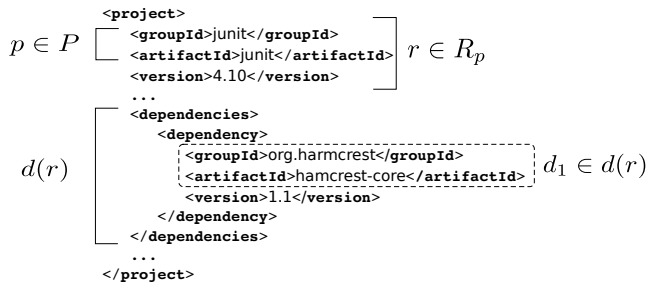 <project>
p ∈ P
<groupId>junit</groupId>
<artifactId>junit</artifactId>
r ∈ R_p
<version>4.10</version>
...
<dependencies>
<dependency>
<groupId>org.harmcrest</groupId>
d(r)
<artifactId>hamcrest-core</artifactId>
d_1 ∈ d(r)
<version>1.1</version>
</dependency>
</dependencies>
...
</project>